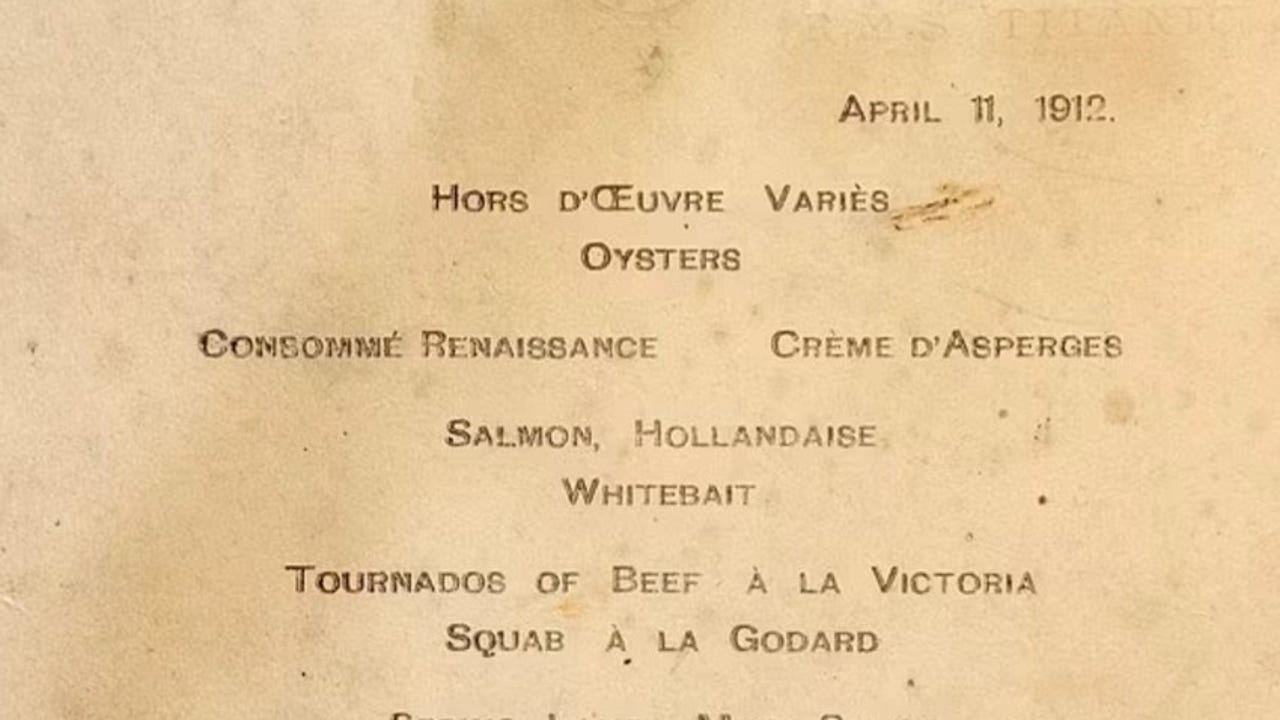 R.M.S. TITANIC
APRIL 11, 1912.
HORS D'ŒUVRE VARIÈS
OYSTERS
CONSOMMÉ RENAISSANCE CRÈME D'ASPERGES
SALMON, HOLLANDAISE
WHITEBAIT
TOURNADOS OF BEEF À LA VICTORIA
SQUAB À LA GODARD